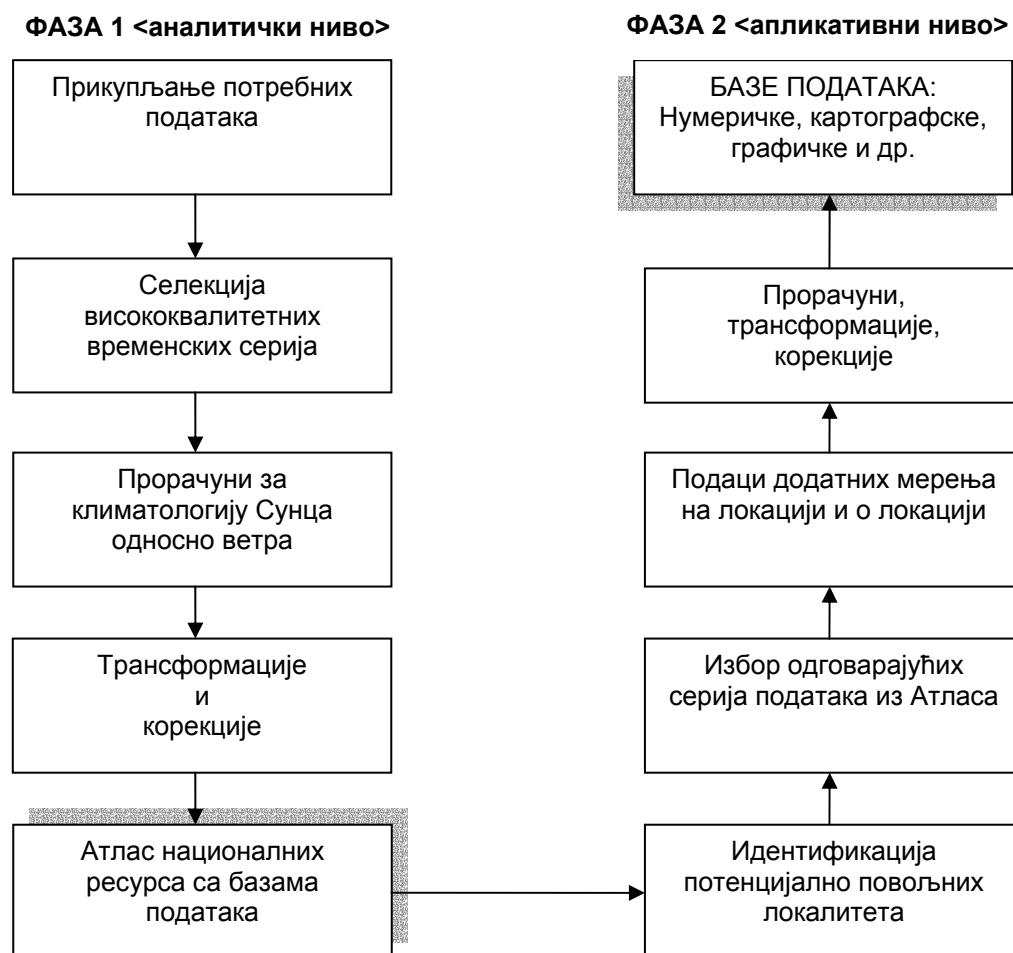 ФАЗА 1 <аналитички ниво>
Прикупљање потребних
података
Селекција
висококвалитетних
временских серија
Прорачуни за
климатологију Сунца
односно ветра
Трансформације
и
корекције
Атлас националних
ресурса са базама
података
ФАЗА 2 <апликативни ниво>
БАЗЕ ПОДАТАКА:
Нумеричке, картографске,
графичке и др.
Прорачуни,
трансформације,
корекције
Подаци додатних мерења
на локацији и о локацији
Избор одговарајућих
серија података из Атласа
Идентификација
потенцијално повољних
локалитета